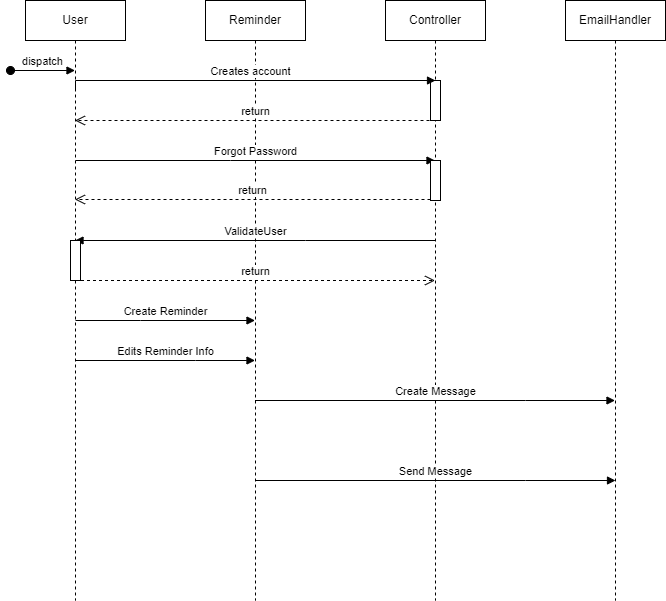 User
Reminder
Controller
EmailHandler
dispatch
Creates account
return
Forgot Password
return
ValidateUser
return
Create Reminder
Edits Reminder Info
Create Message
Send Message